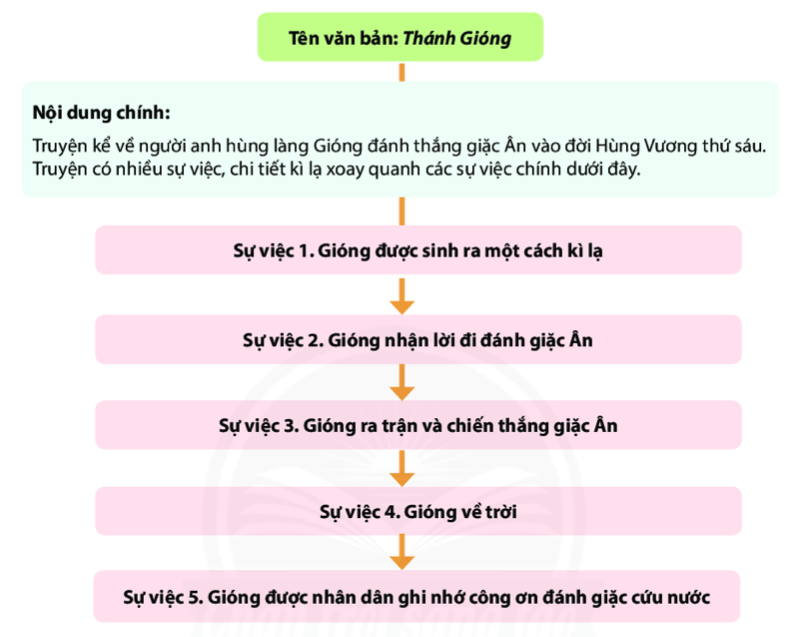 Tên văn bản: Thánh Gióng
Nội dung chính:
Truyện kể về người anh hùng làng Gióng đánh thắng giặc Ân vào đời Hùng Vương thứ sáu.
Truyện có nhiều sự việc, chi tiết kì lạ xoay quanh các sự việc chính dưới đây.
Sự việc 1. Gióng được sinh ra một cách kì lạ
Sự việc 2. Gióng nhận lời đi đánh giặc Ân
Sự việc 3. Gióng ra trận và chiến thắng giặc Ân
Sự việc 4. Gióng về trời
Sự việc 5. Gióng được nhân dân ghi nhớ công ơn đánh giặc cứu nước